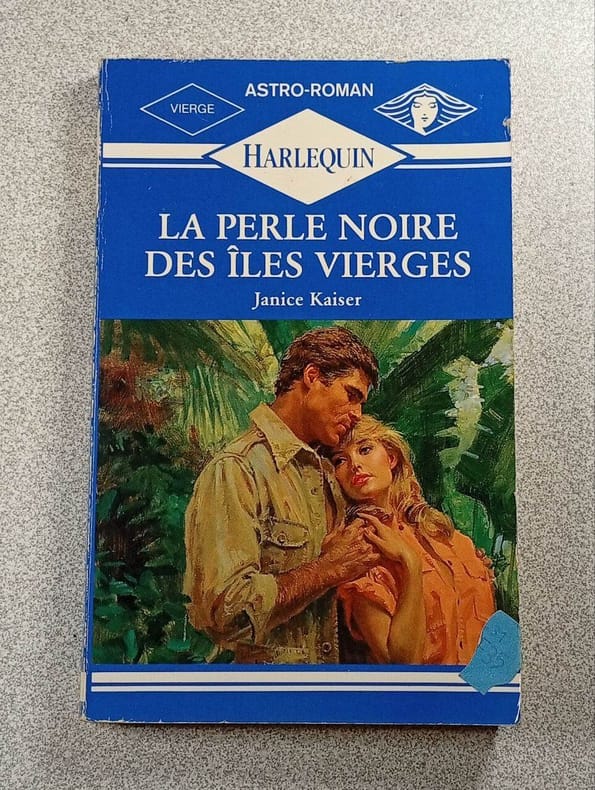 ASTRO-ROMAN
VIERGE
HARLEQUIN
LA PERLE NOIRE
DES ÎLES VIERGES
Janice Kaiser